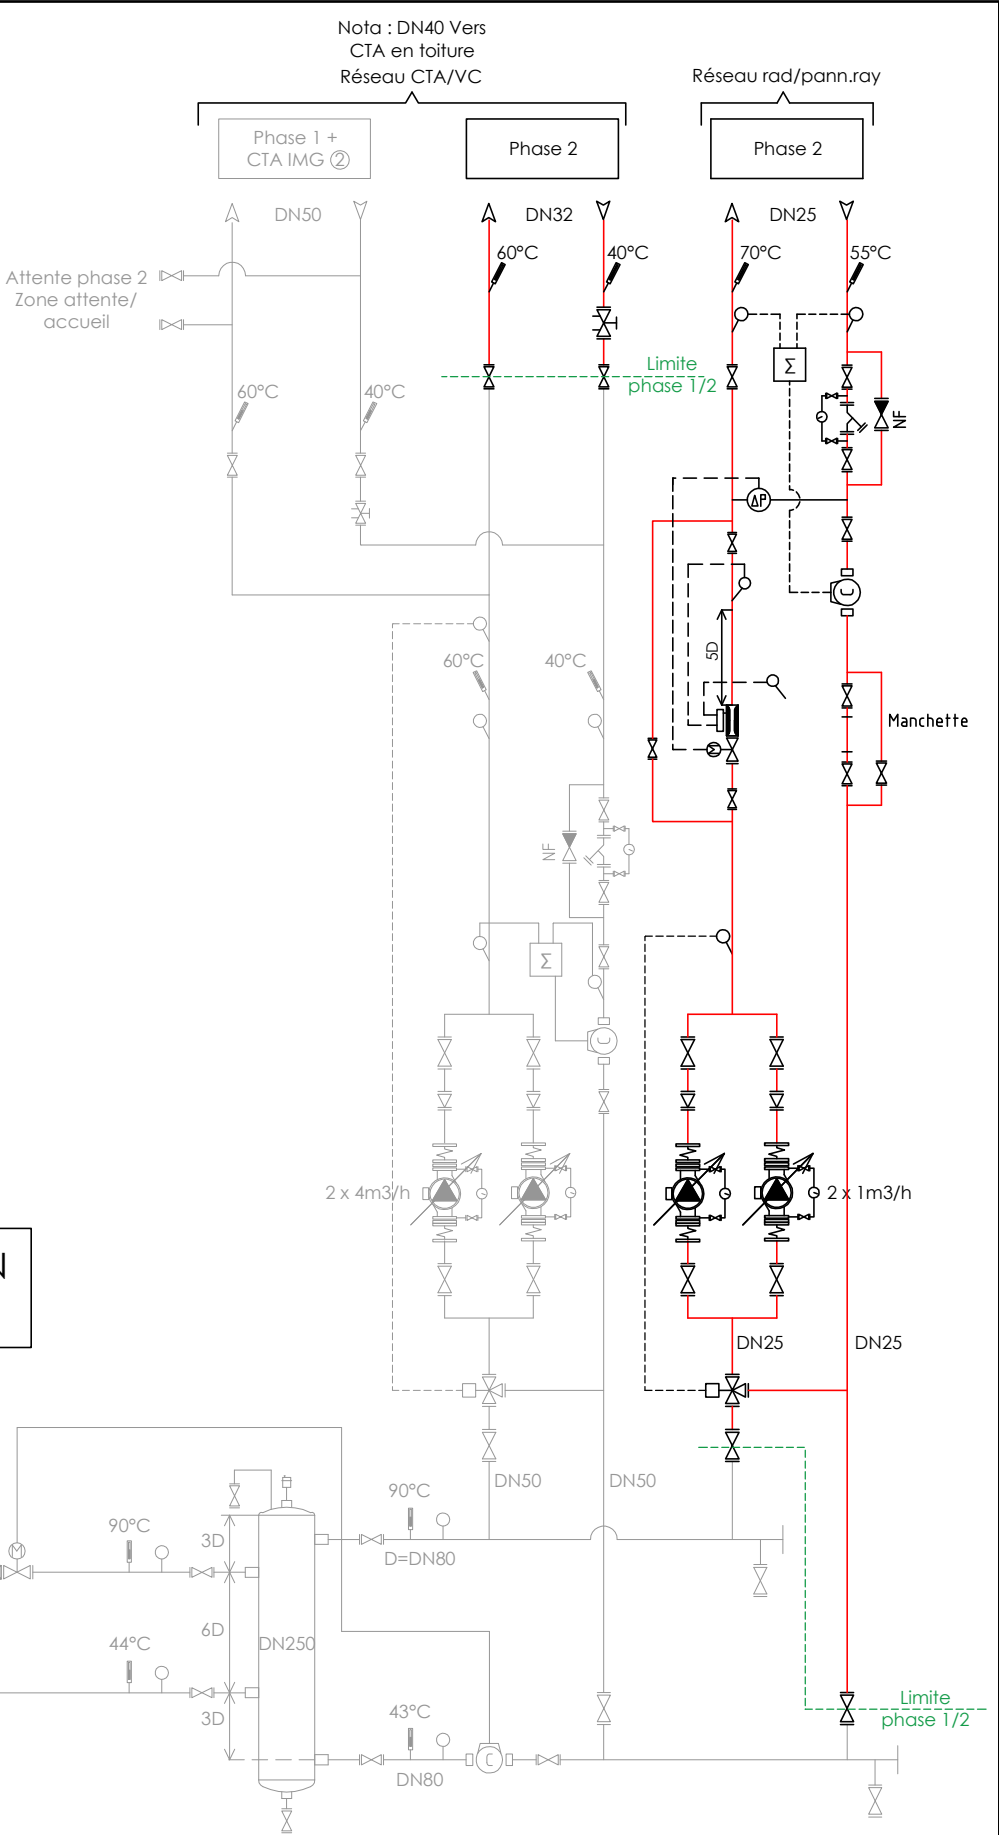 Nota : DN40 Vers
CTA en toiture
Réseau CTA/VC
Réseau rad/pann.ray
Phase 1 +
CTA IMG ②
Phase 2
Phase 2
DN50
DN32
DN25
60°C
40°C
70°C
55°C
Attente phase 2
Zone attente/
accueil
Limite
phase 1/2
Σ
60°C
40°C
NF
ΔP
C
5D
60°C
40°C
M
Manchette
NF
Σ
C
2 x 4m3/h
2 x 1m3/h
N
DN25
DN25
DN50
DN50
90°C
D=DN80
90°C
M
3D
6D
DN250
44°C
3D
43°C
DN80
C
Limite
phase 1/2